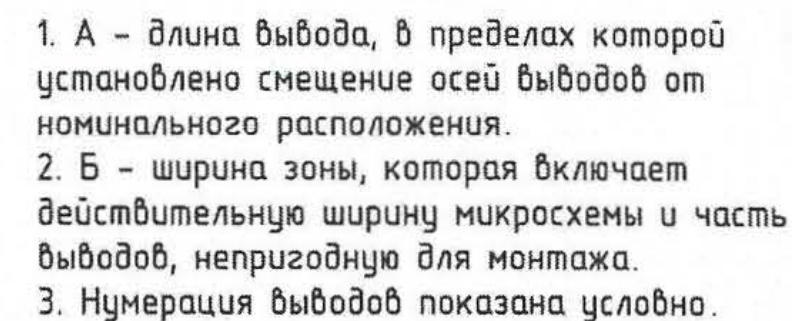 1. А – длина вывода, в пределах которой
установлено смещение осей выводов от
номинального расположения.
2. Б – ширина зоны, которая включает
действительную ширину микросхемы и часть
выводов, непригодную для монтажа.
3. Нумерация выводов показана условно.